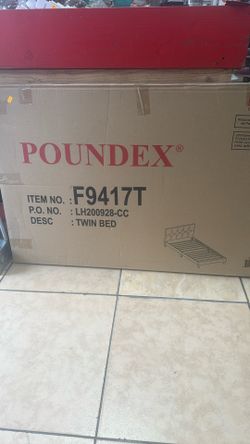 POUNDEX®
ITEM NO. : F9417T
P.O. NO. : LH200928-CC
DESC : TWIN BED